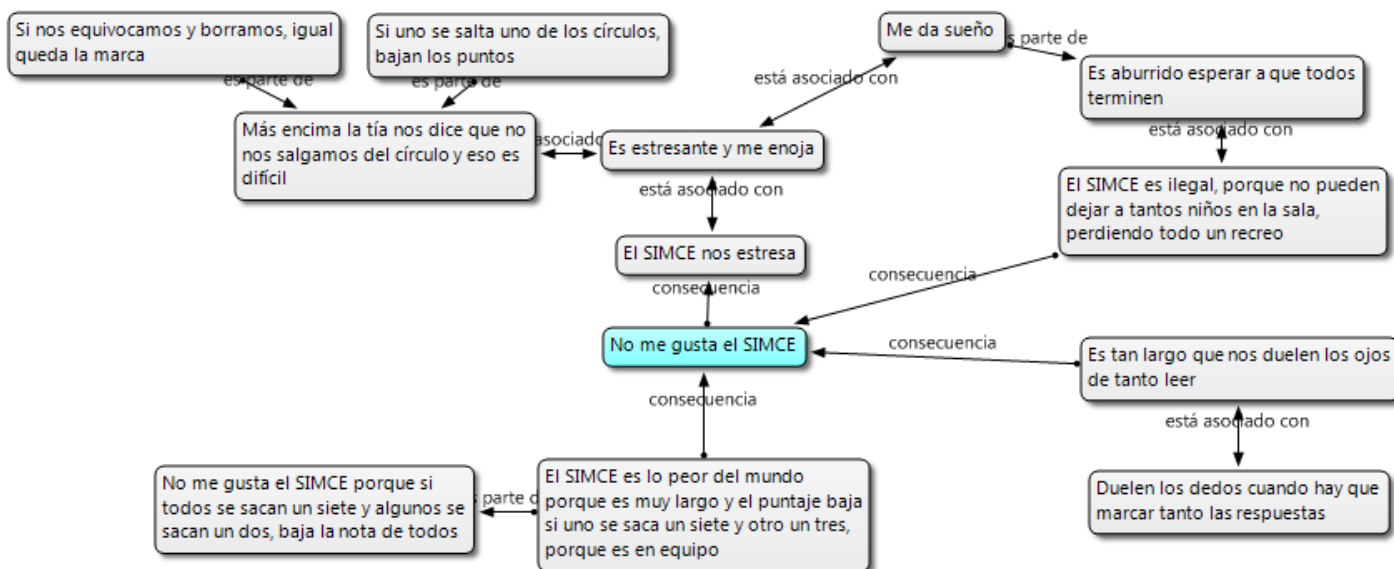 Si nos equivocamos y borramos, igual
queda la marca
Si uno se salta uno de los círculos,
bajan los puntos
Me da sueño
es parte de
es parte de
s parte de
está asociado con
Es aburrido esperar a que todos
terminen
Más encima la tía nos dice que no
nos salgamos del círculo y eso es
difícil
asociado
Es estresante y me enoja
está asociado con
está asociado con
El SIMCE es ilegal, porque no pueden
dejar a tantos niños en la sala,
perdiendo todo un recreo
El SIMCE nos estresa
consecuencia
consecuencia
No me gusta el SIMCE
consecuencia
Es tan largo que nos duelen los ojos
de tanto leer
consecuencia
está asociado con
No me gusta el SIMCE porque si
todos se sacan un siete y algunos se
sacan un dos, baja la nota de todos
s parte d
El SIMCE es lo peor del mundo
porque es muy largo y el puntaje baja
si uno se saca un siete y otro un tres,
porque es en equipo
Duelen los dedos cuando hay que
marcar tanto las respuestas